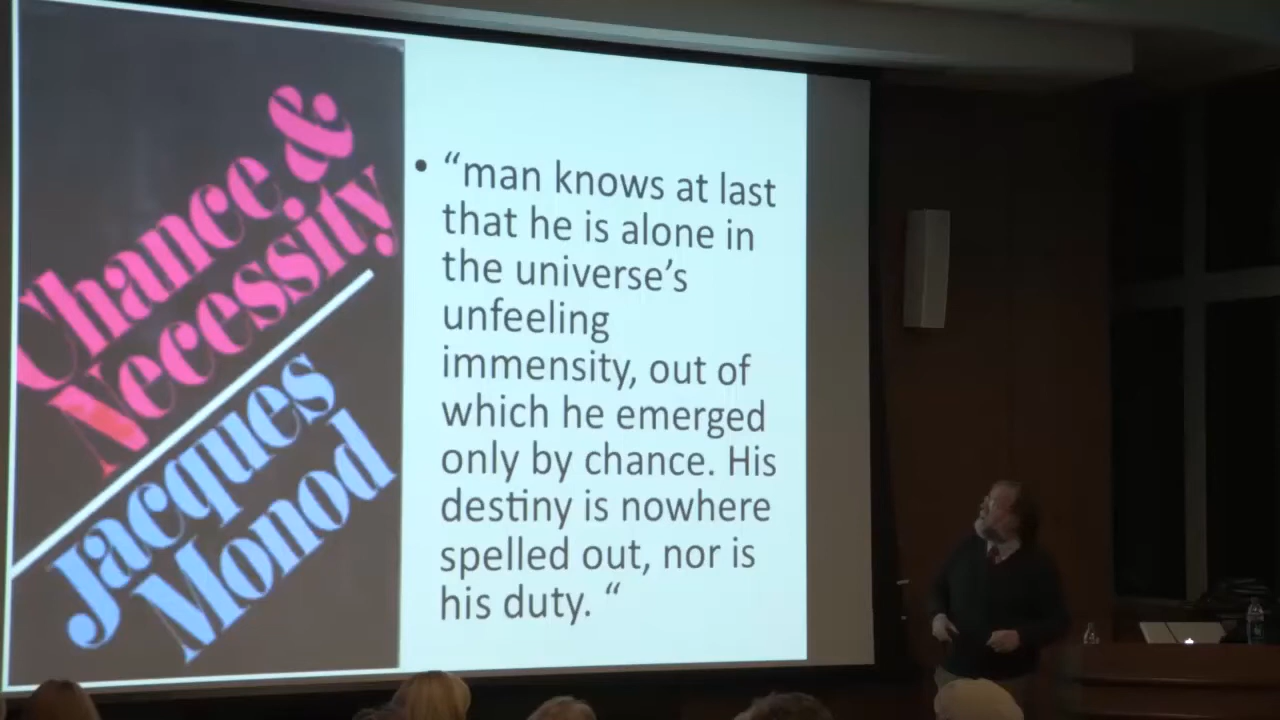 Chance &
Necessity
Jacques
Monod
• “man knows at last
that he is alone in
the universe’s
unfeeling
immensity, out of
which he emerged
only by chance. His
destiny is nowhere
spelled out, nor is
his duty. “